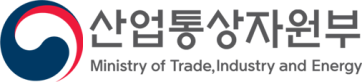 산업통상자원부
Ministry of Trade, Industry and Energy